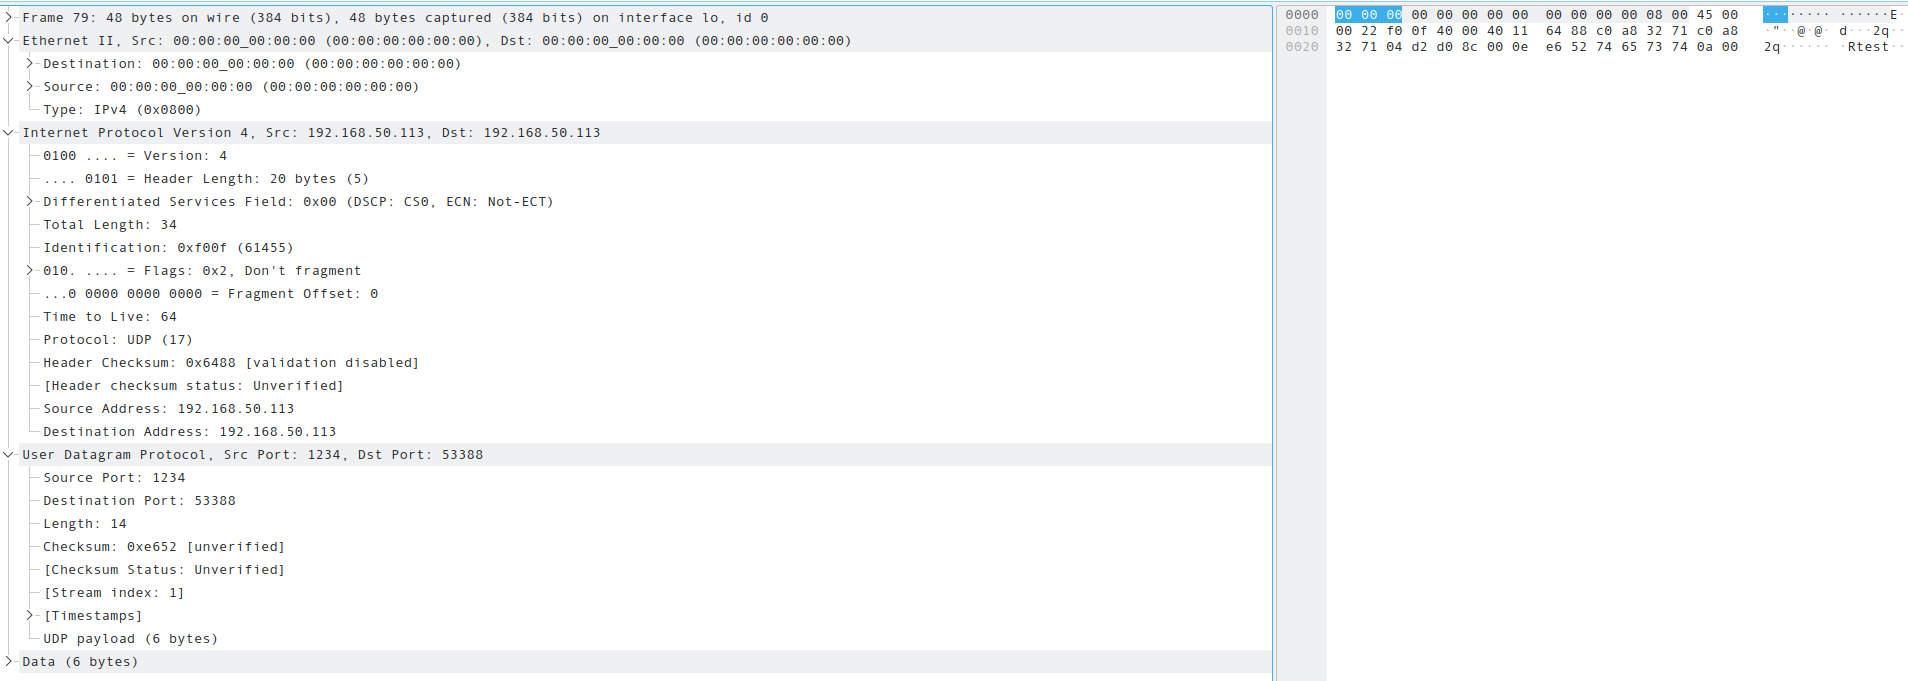 Frame 79: 48 bytes on wire (384 bits), 48 bytes captured (384 bits) on interface lo, id 0
Ethernet II, Src: 00:00:00_00:00:00 (00:00:00:00:00:00), Dst: 00:00:00_00:00:00 (00:00:00:00:00:00)
Destination: 00:00:00_00:00:00 (00:00:00:00:00:00)
Source: 00:00:00_00:00:00 (00:00:00:00:00:00)
Type: IPv4 (0x0800)
Internet Protocol Version 4, Src: 192.168.50.113, Dst: 192.168.50.113
0100 .... = Version: 4
.... 0101 = Header Length: 20 bytes (5)
Differentiated Services Field: 0x00 (DSCP: CS0, ECN: Not-ECT)
Total Length: 34
Identification: 0xf00f (61455)
010. .... = Flags: 0x2, Don't fragment
...0 0000 0000 0000 = Fragment Offset: 0
Time to Live: 64
Protocol: UDP (17)
Header Checksum: 0x6488 [validation disabled]
[Header checksum status: Unverified]
Source Address: 192.168.50.113
Destination Address: 192.168.50.113
User Datagram Protocol, Src Port: 1234, Dst Port: 53388
Source Port: 1234
Destination Port: 53388
Length: 14
Checksum: 0xe652 [unverified]
[Checksum Status: Unverified]
[Stream index: 1]
[Timestamps]
UDP payload (6 bytes)
Data (6 bytes)
0000 00 00 00 00 00 00 00 00 00 00 00 00 08 00 45 00 ·············· E·
0010 00 22 f0 0f 40 00 40 11 64 88 c0 a8 32 71 c0 a8 ·"··@·@· d···2q··
0020 32 71 04 d2 d0 8c 00 0e e6 52 74 65 73 74 0a 00 2q······ ·Rtest··